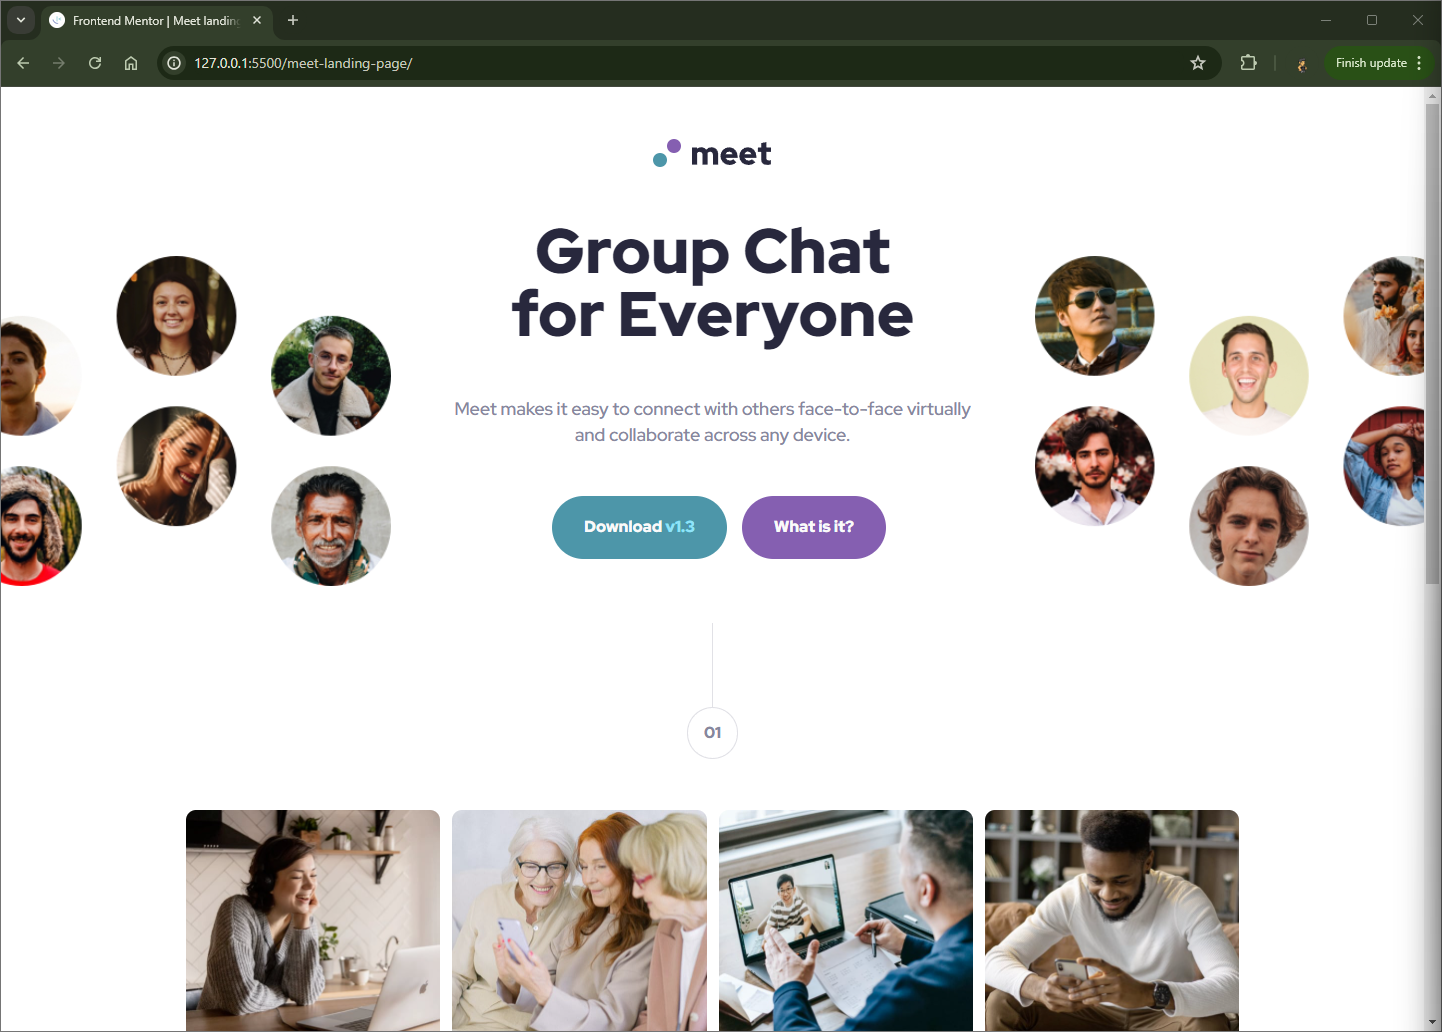 Frontend Mentor | Meet landing
127.0.0.1:5500/meet-landing-page/
Finish update
meet
Group Chat
for Everyone
Meet makes it easy to connect with others face-to-face virtually
and collaborate across any device.
Download v1.3
What is it?
01